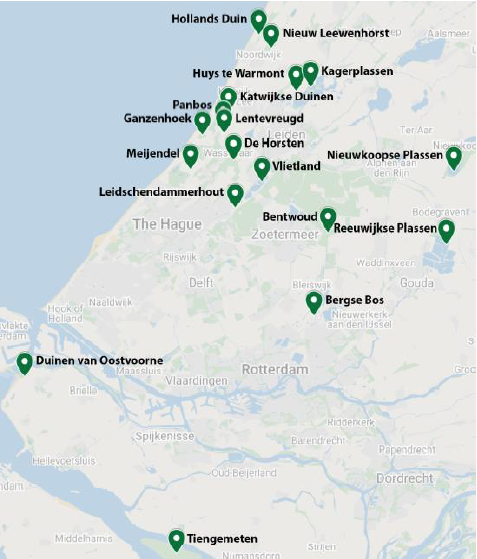 Hollands Duin
Nieuw Leewenhorst
Aalsmeer
Noordwijk
Huys te Warmont
Kagerplassen
Katwijkse Duinen
Panbos
Ganzenhoek
Lentevreugd
Leiden
Ter Aar
De Horsten
Meijendel
Nieuwkoopse Plassen
Vlietland
Alphen aan
den Rijn
Leidschendammerhout
Bentwoud
Bodegraven
The Hague
Zoetermeer
Reeuwijkse Plassen
Rijswijk
Waddinxveen
Delft
Bleiswijk
Gouda
Naaldwijk
Bergse Bos
Hook of
Holland
Nieuwerkerk
aan den IJssel
Duinen van Oostvoorne
Maassluis
Rotterdam
Vlaardingen
Brielle
Ridderkerk
Spijkenisse
Barendrecht
Papendrecht
Hellevoetsluis
Oud-Beijerland
Dordrecht
Middelharnis
Tiengemeten
Strijen
Numansdorp